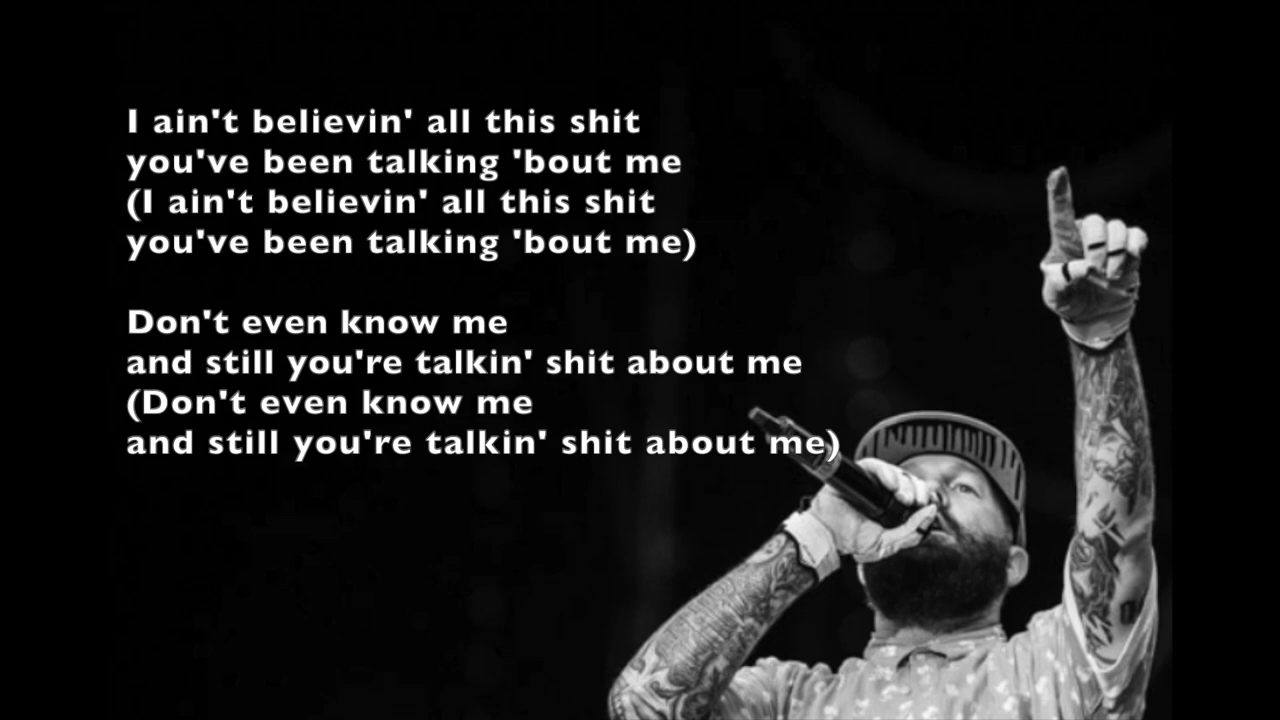 I ain't believin' all this shit
you've been talking 'bout me
(I ain't believin' all this shit
you've been talking 'bout me)
Don't even know me
and still you're talkin' shit about me
(Don't even know me
and still you're talkin' shit about me)